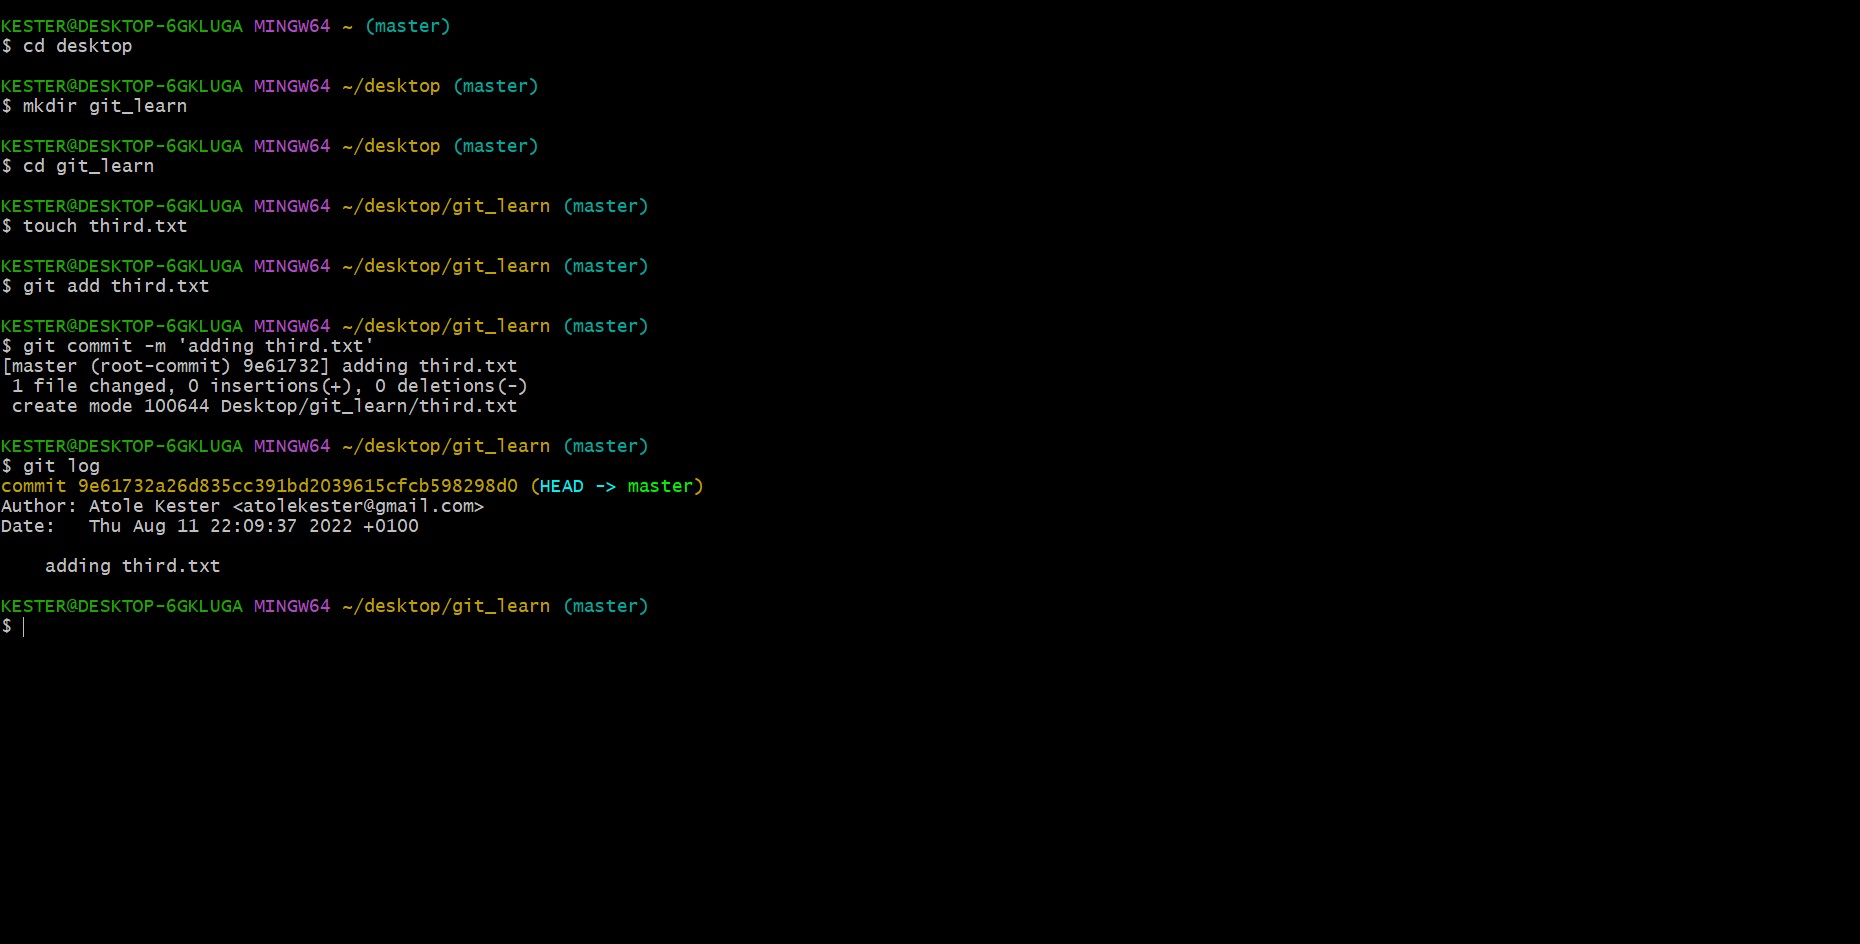 KESTER@DESKTOP-6GKLUGA MINGW64 ~ (master)
$ cd desktop
KESTER@DESKTOP-6GKLUGA MINGW64 ~/desktop (master)
$ mkdir git_learn
KESTER@DESKTOP-6GKLUGA MINGW64 ~/desktop (master)
$ cd git_learn
KESTER@DESKTOP-6GKLUGA MINGW64 ~/desktop/git_learn (master)
$ touch third.txt
KESTER@DESKTOP-6GKLUGA MINGW64 ~/desktop/git_learn (master)
$ git add third.txt
KESTER@DESKTOP-6GKLUGA MINGW64 ~/desktop/git_learn (master)
$ git commit -m 'adding third.txt'
[master (root-commit) 9e61732] adding third.txt
 1 file changed, 0 insertions(+), 0 deletions(-)
 create mode 100644 Desktop/git_learn/third.txt
KESTER@DESKTOP-6GKLUGA MINGW64 ~/desktop/git_learn (master)
$ git log
commit 9e61732a26d835cc391bd2039615cfcb598298d0 (HEAD -> master)
Author: Atole Kester <atolekester@gmail.com>
Date:   Thu Aug 11 22:09:37 2022 +0100
    adding third.txt
KESTER@DESKTOP-6GKLUGA MINGW64 ~/desktop/git_learn (master)
$